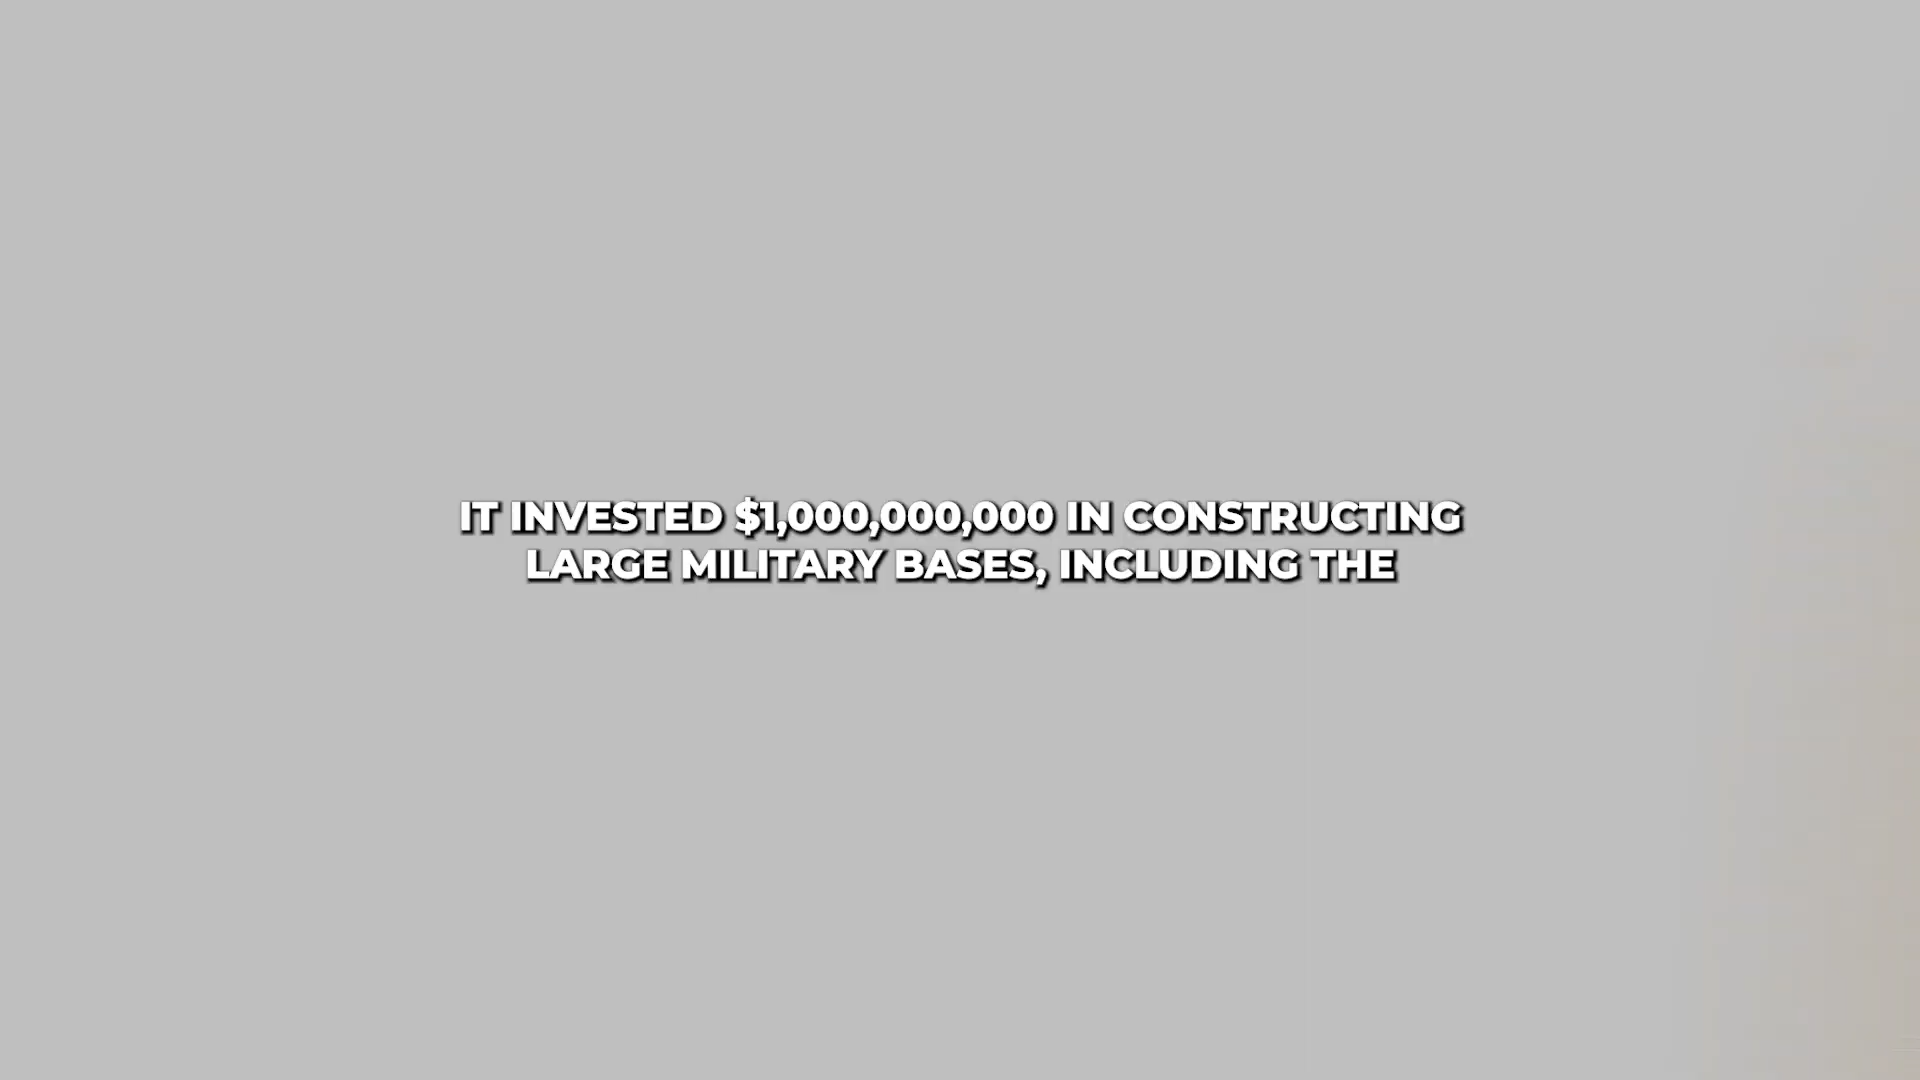 IT INVESTED $1,000,000,000 IN CONSTRUCTING
LARGE MILITARY BASES, INCLUDING THE